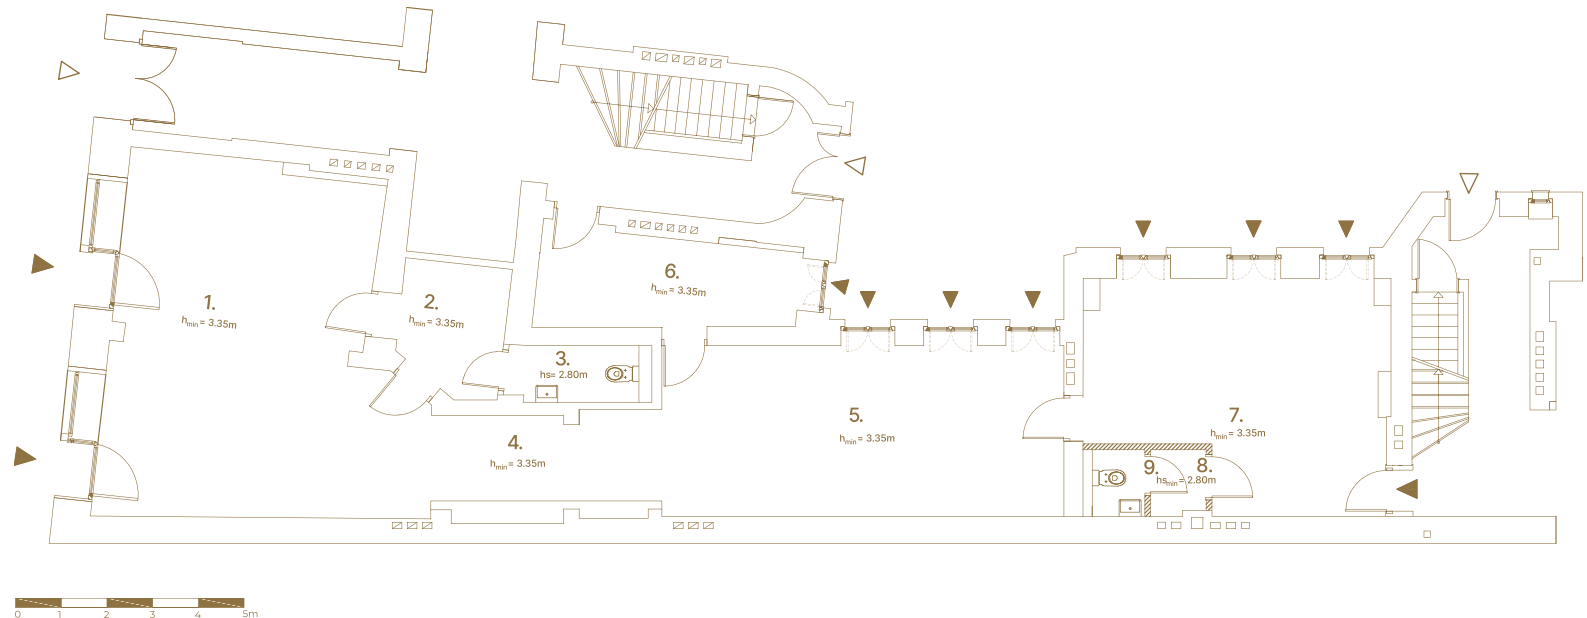 1.
hmin= 3.35m
2.
hmin= 3.35m
3.
hs= 2.80m
4.
hmin= 3.35m
5.
hmin= 3.35m
6.
hmin= 3.35m
7.
hmin= 3.35m
9.
8.
hsmin= 2.80m
0 1 2 3 4 5m